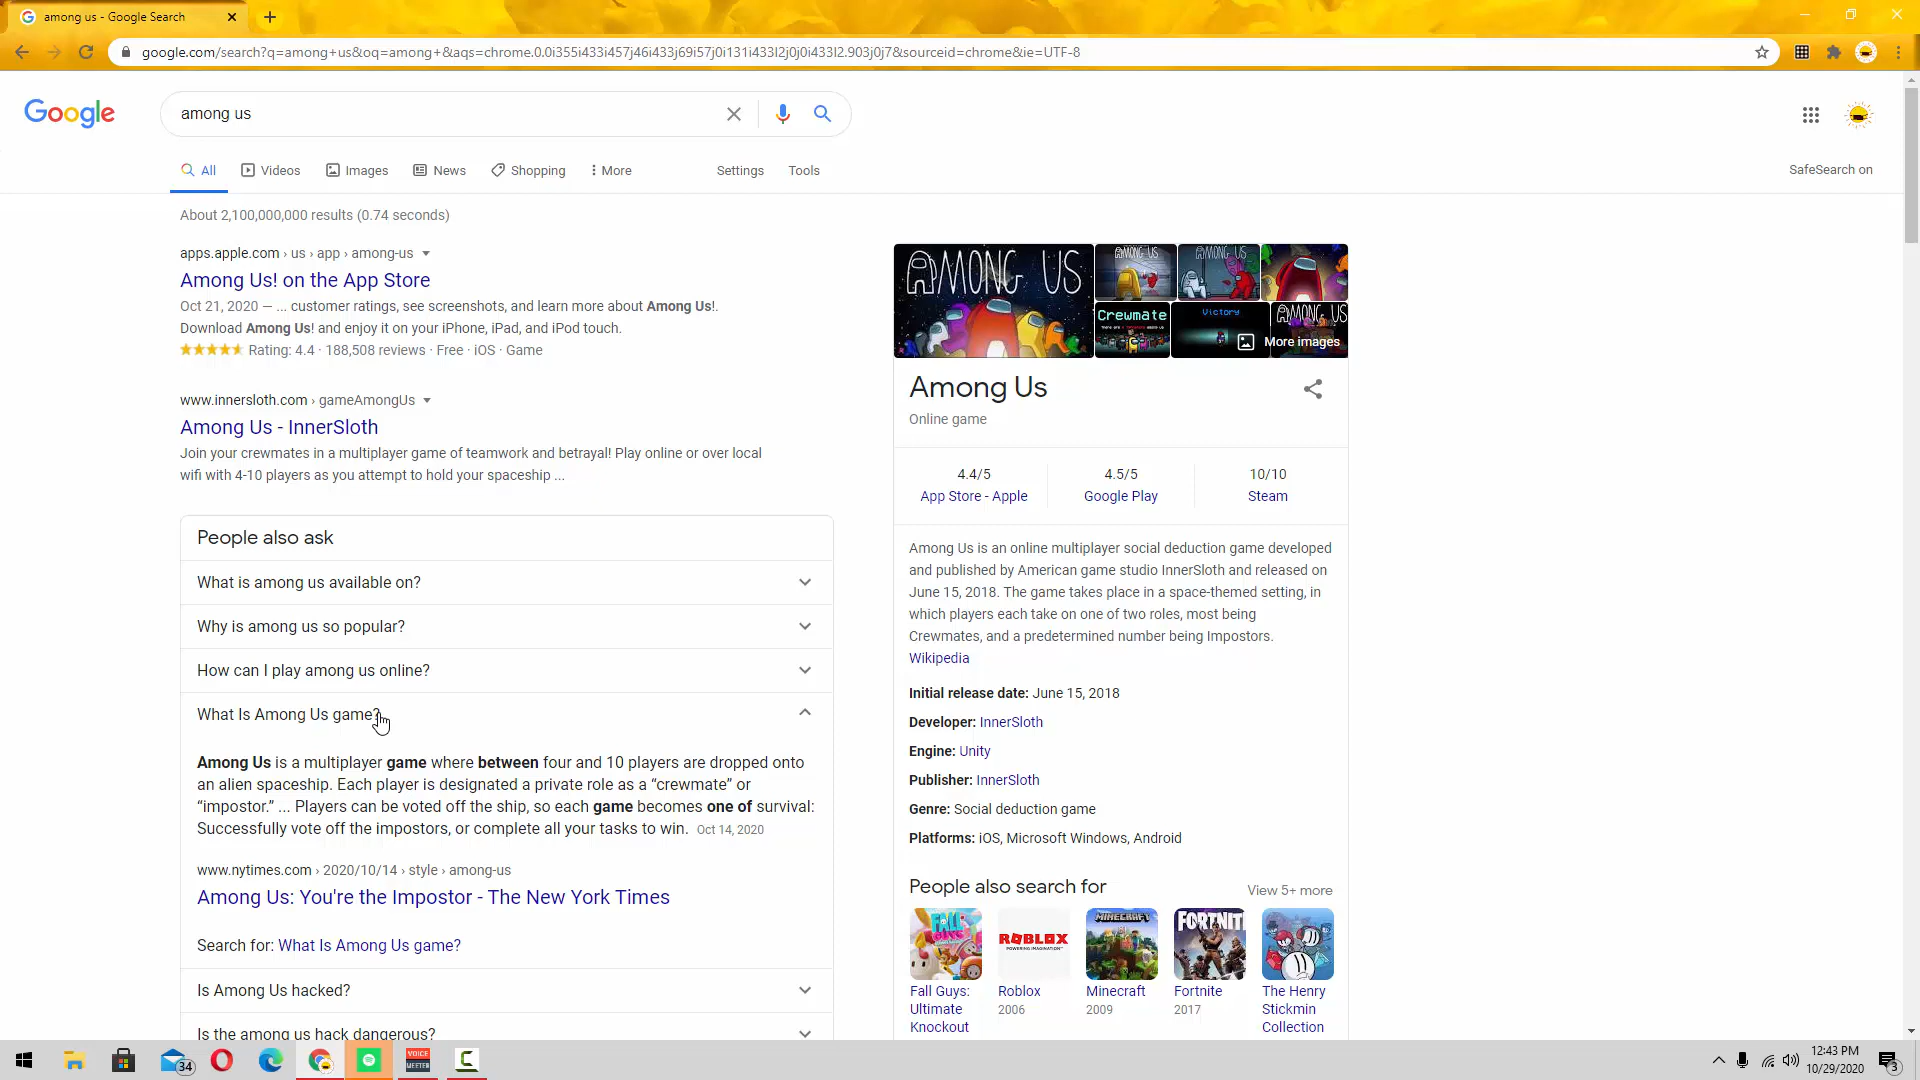 among us - Google Search
google.com/search?q=among+us&oq=among+&aqs=chrome.0.0i355i433i457j46i433j69i57j0i131i433l2j0j0i433l2.903j0j7&sourceid=chrome&ie=UTF-8
Google
among us
All
Videos
Images
News
Shopping
More
Settings
Tools
SafeSearch on
About 2,100,000,000 results (0.74 seconds)
apps.apple.com › us › app › among-us
Among Us! on the App Store
Oct 21, 2020 — ... customer ratings, see screenshots, and learn more about Among Us!.
Download Among Us! and enjoy it on your iPhone, iPad, and iPod touch.
Rating: 4.4 · 188,508 reviews · Free · iOS · Game
www.innersloth.com › gameAmongUs
Among Us - InnerSloth
Join your crewmates in a multiplayer game of teamwork and betrayal! Play online or over local
wifi with 4-10 players as you attempt to hold your spaceship ...
People also ask
What is among us available on?
Why is among us so popular?
How can I play among us online?
What Is Among Us game?
Among Us is a multiplayer game where between four and 10 players are dropped onto
an alien spaceship. Each player is designated a private role as a “crewmate” or
“impostor.” ... Players can be voted off the ship, so each game becomes one of survival:
Successfully vote off the impostors, or complete all your tasks to win. Oct 14, 2020
www.nytimes.com › 2020/10/14 › style › among-us
Among Us: You're the Impostor - The New York Times
Search for: What Is Among Us game?
Is Among Us hacked?
Is the among us hack dangerous?
AMONG US
AMONG US
AMONG US
Crewmate
Victory
AMONG US
More images
Among Us
Online game
4.4/5
App Store - Apple
4.5/5
Google Play
10/10
Steam
Among Us is an online multiplayer social deduction game developed
and published by American game studio InnerSloth and released on
June 15, 2018. The game takes place in a space-themed setting, in
which players each take on one of two roles, most being
Crewmates, and a predetermined number being Impostors.
Wikipedia
Initial release date: June 15, 2018
Developer: InnerSloth
Engine: Unity
Publisher: InnerSloth
Genre: Social deduction game
Platforms: iOS, Microsoft Windows, Android
People also search for
View 5+ more
FALL GUYS
ROBLOX
POWERING IMAGINATION
MINECRAFT
FORTNIT
Fall Guys:
Ultimate
Knockout
Roblox
2006
Minecraft
2009
Fortnite
2017
The Henry
Stickmin
Collection
34
VOICE
MEETER
12:43 PM
10/29/2020
3